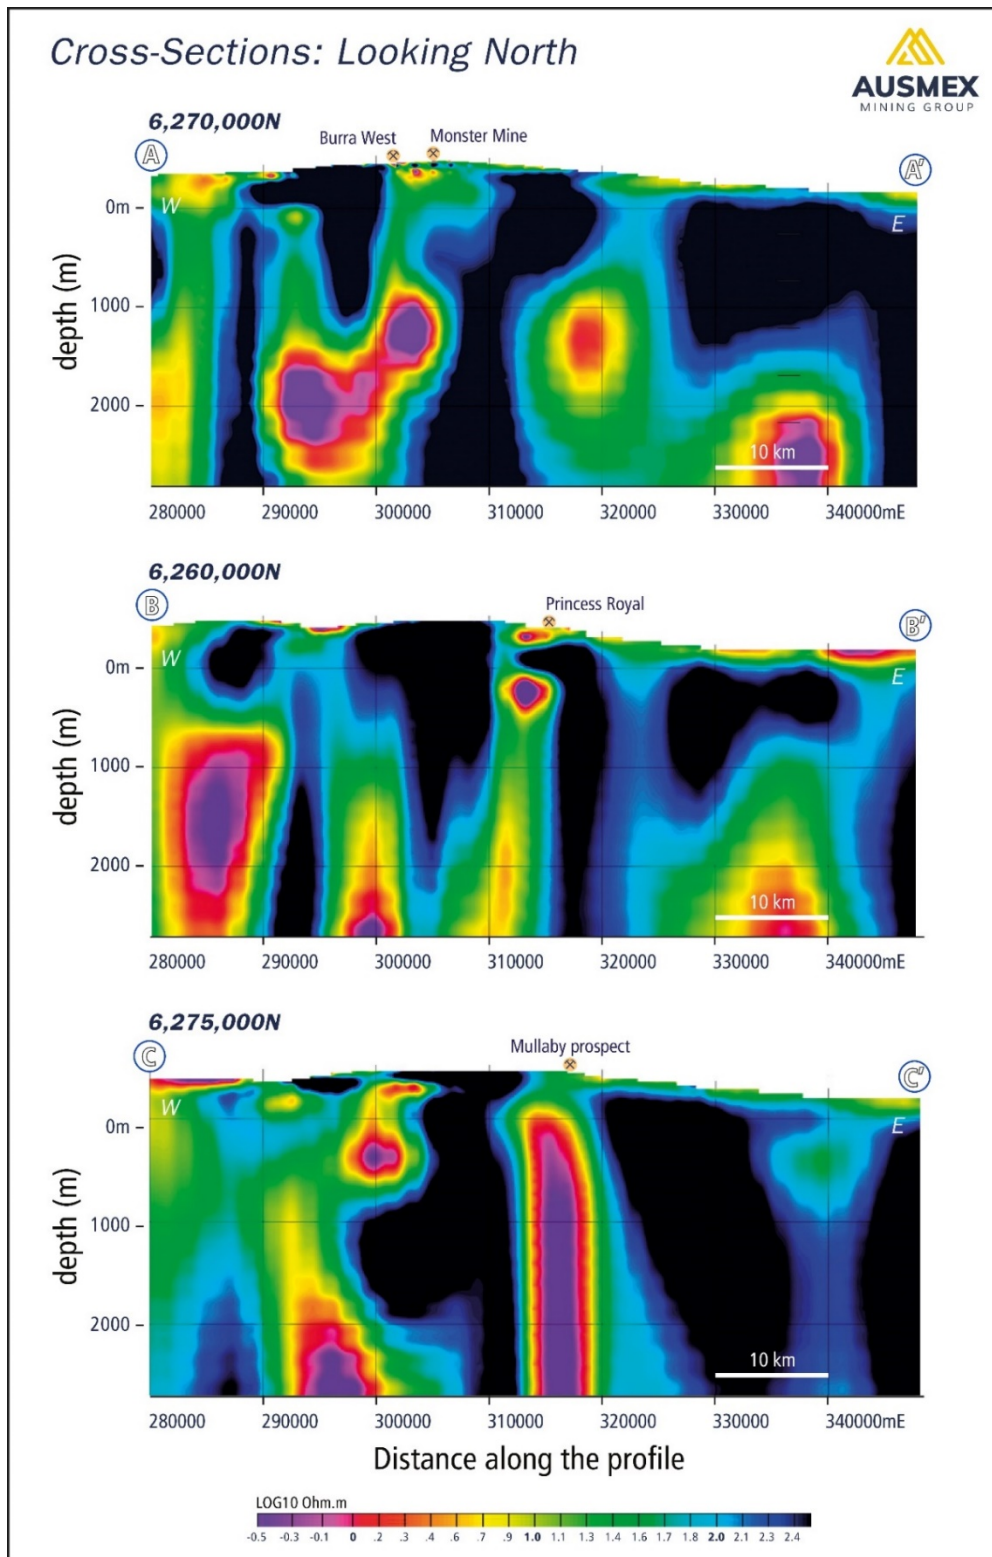 Cross-Sections: Looking North
AUSMEX
MINING GROUP
6,270,000N
Burra West
Monster Mine
A
A'
W
E
0m
1000
2000
depth (m)
10 km
280000 290000 300000 310000 320000 330000 340000mE
6,260,000N
Princess Royal
B
B'
W
E
0m
1000
2000
depth (m)
10 km
280000 290000 300000 310000 320000 330000 340000mE
6,275,000N
Mullaby prospect
C
C'
W
E
0m
1000
2000
depth (m)
10 km
280000 290000 300000 310000 320000 330000 340000mE
Distance along the profile
LOG10 Ohm.m
-0.5 -0.3 -0.1 0 .2 .3 .4 .6 .7 .9 1.0 1.1 1.3 1.4 1.6 1.7 1.8 2.0 2.1 2.3 2.4